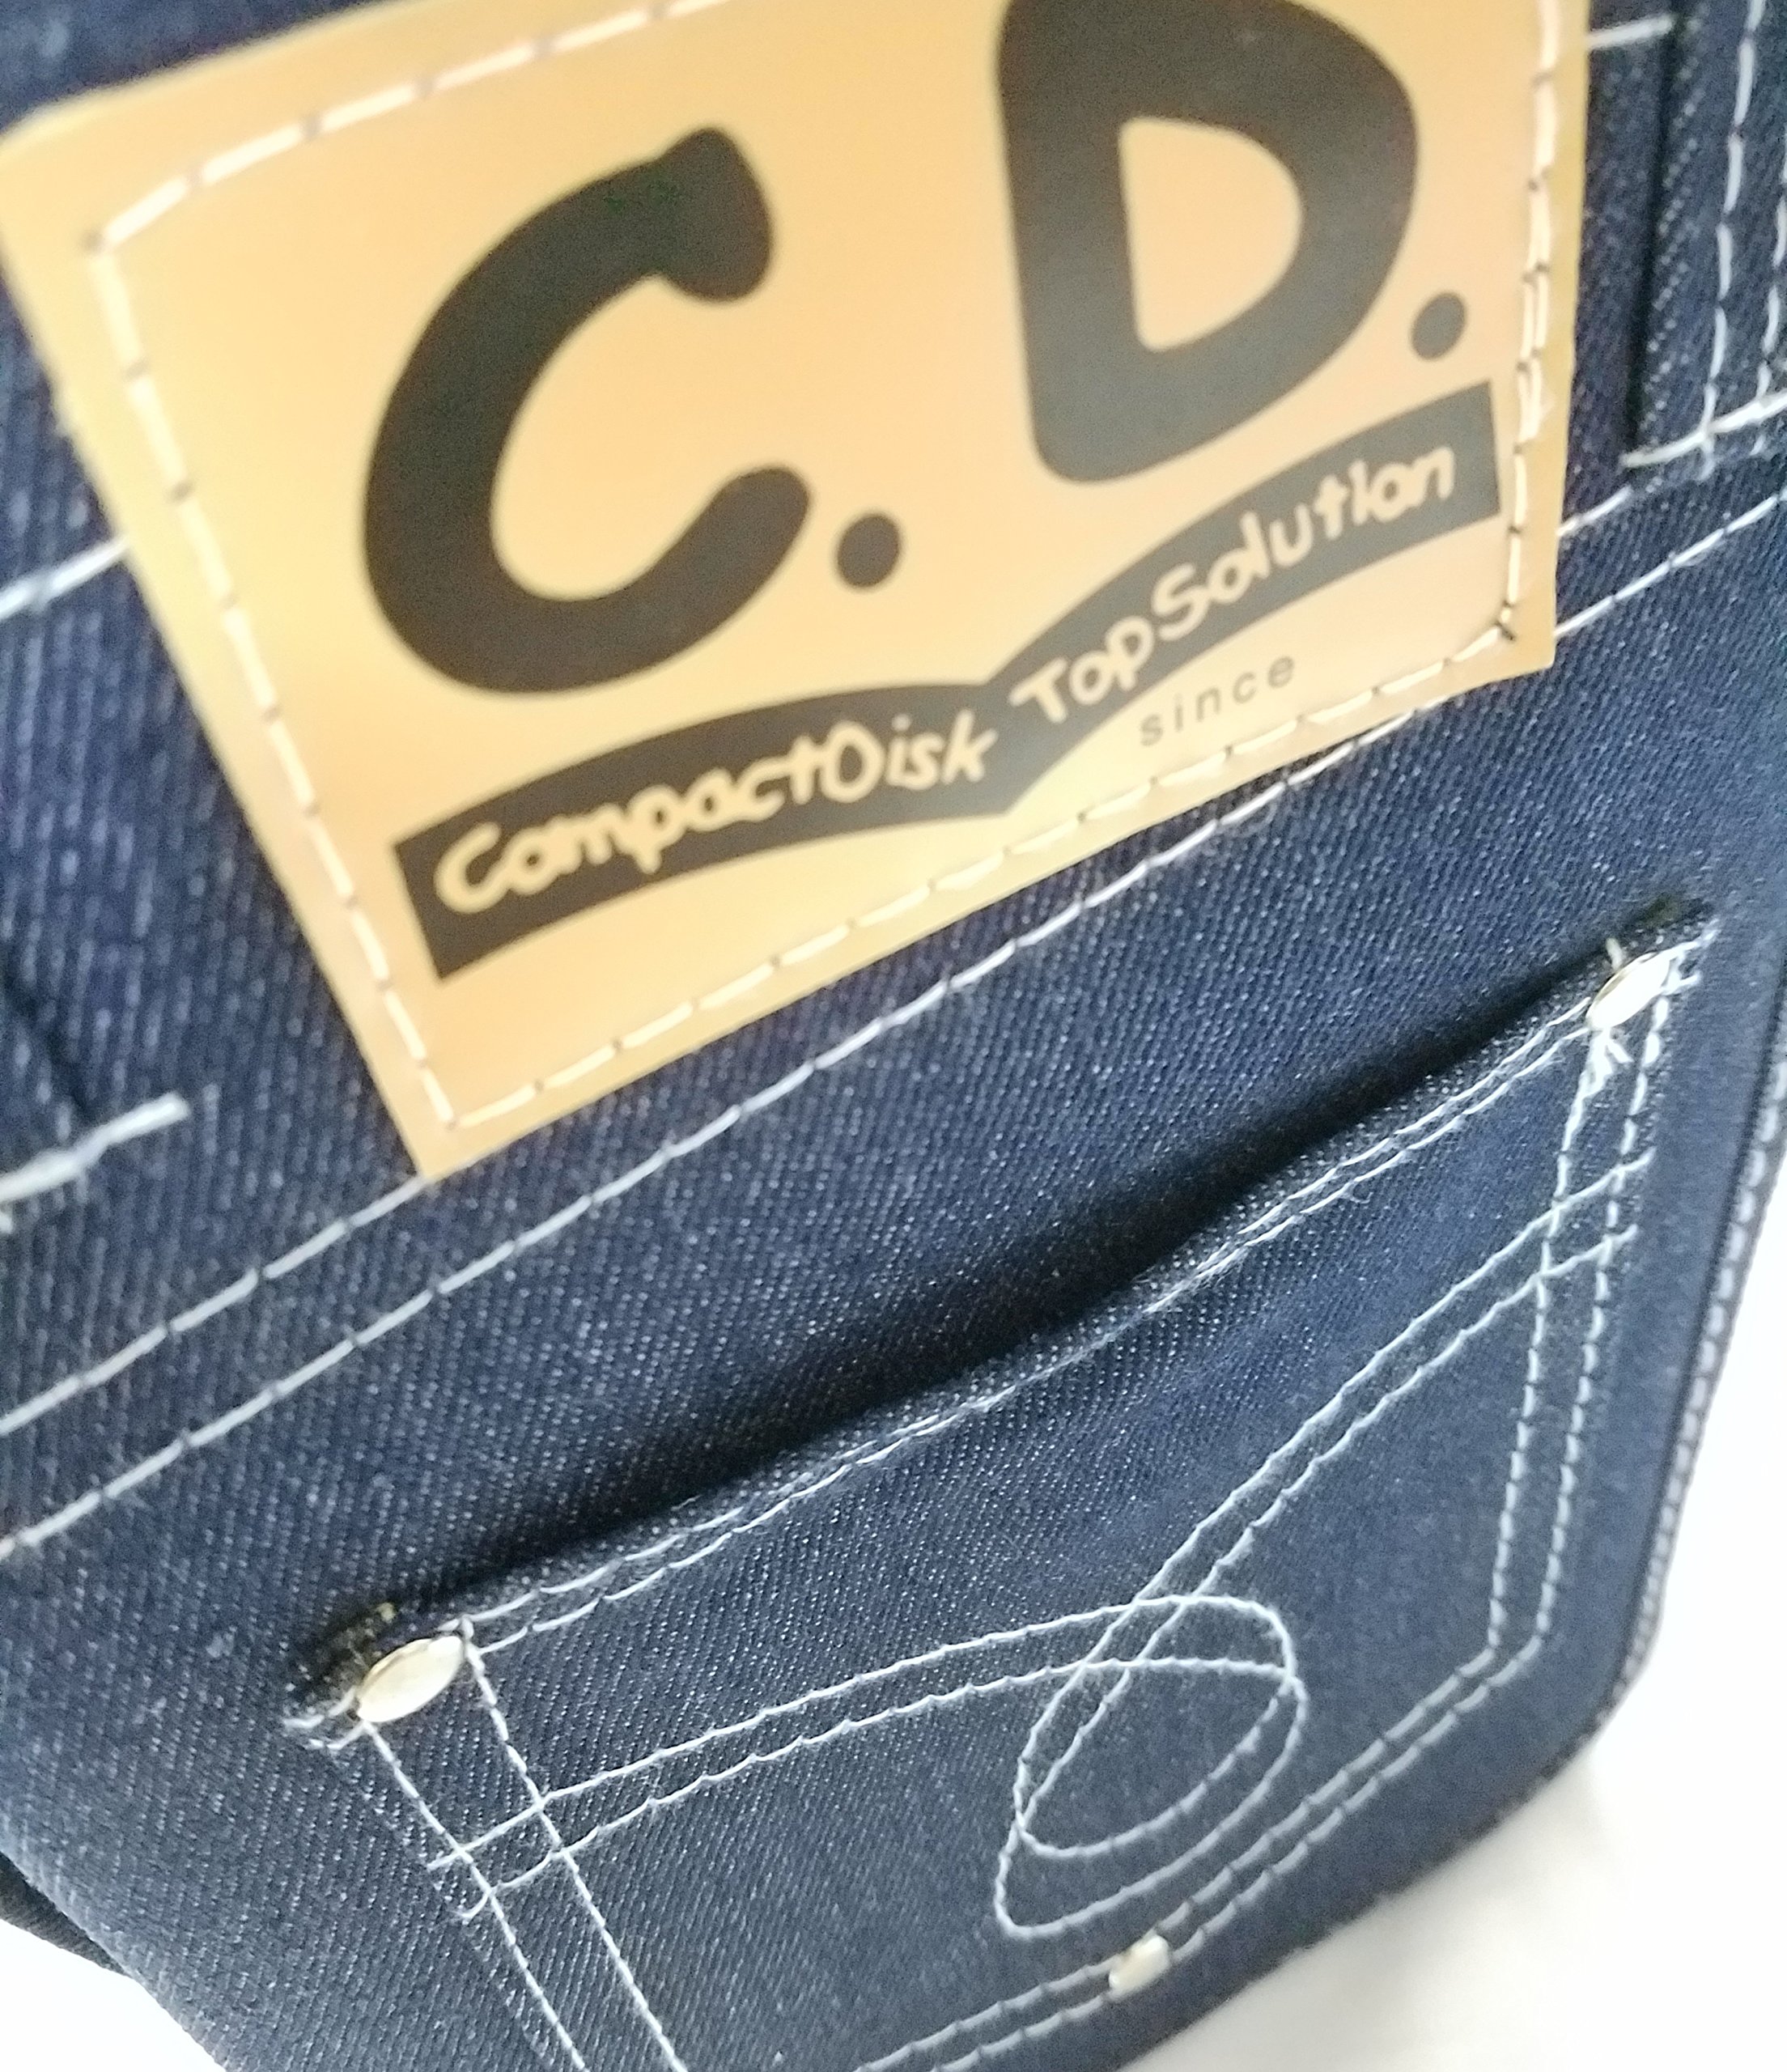 C. D.
CompactDisk TopSolution
since